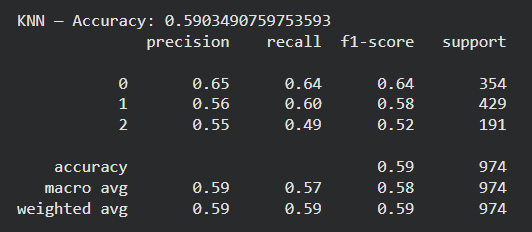 KNN — Accuracy: 0.5903490759753593
precision recall f1-score support
0 0.65 0.64 0.64 354
1 0.56 0.60 0.58 429
2 0.55 0.49 0.52 191
accuracy 0.59 974
macro avg 0.59 0.57 0.58 974
weighted avg 0.59 0.59 0.59 974